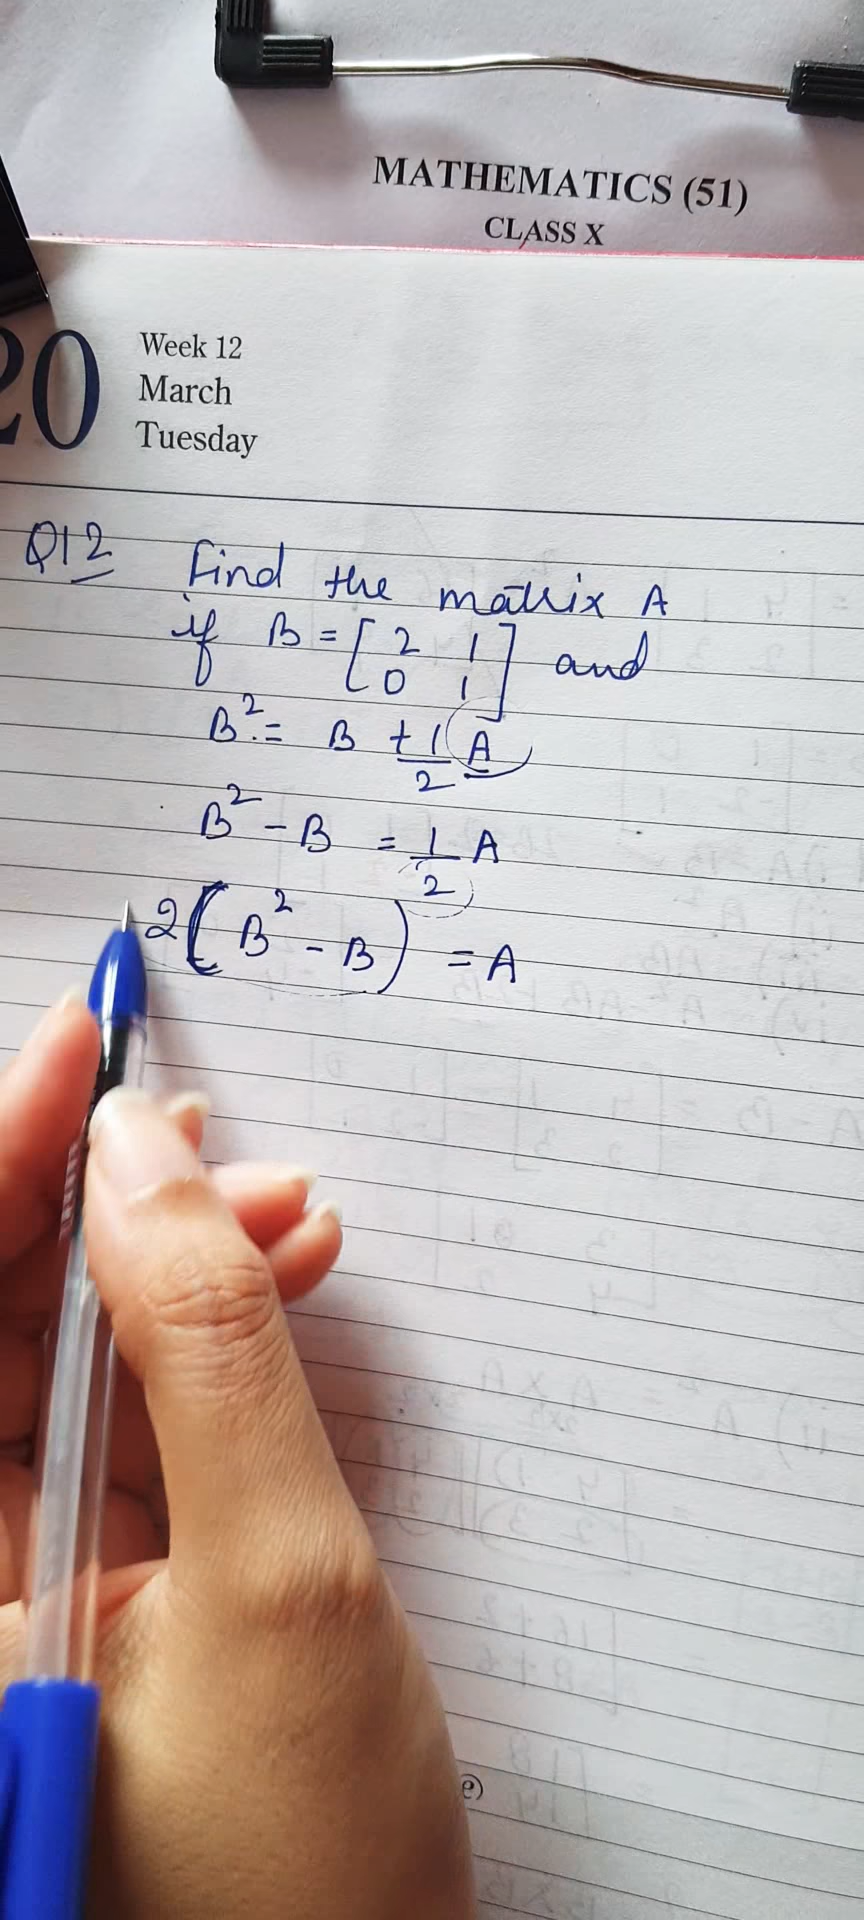 MATHEMATICS (51)
CLASS X
20
Week 12
March
Tuesday
Q12 Find the matrix A
if B = [2 1
0 1] and
B² = B + 1/2 A
B² - B = 1/2 A
2(B² - B) = A
e)